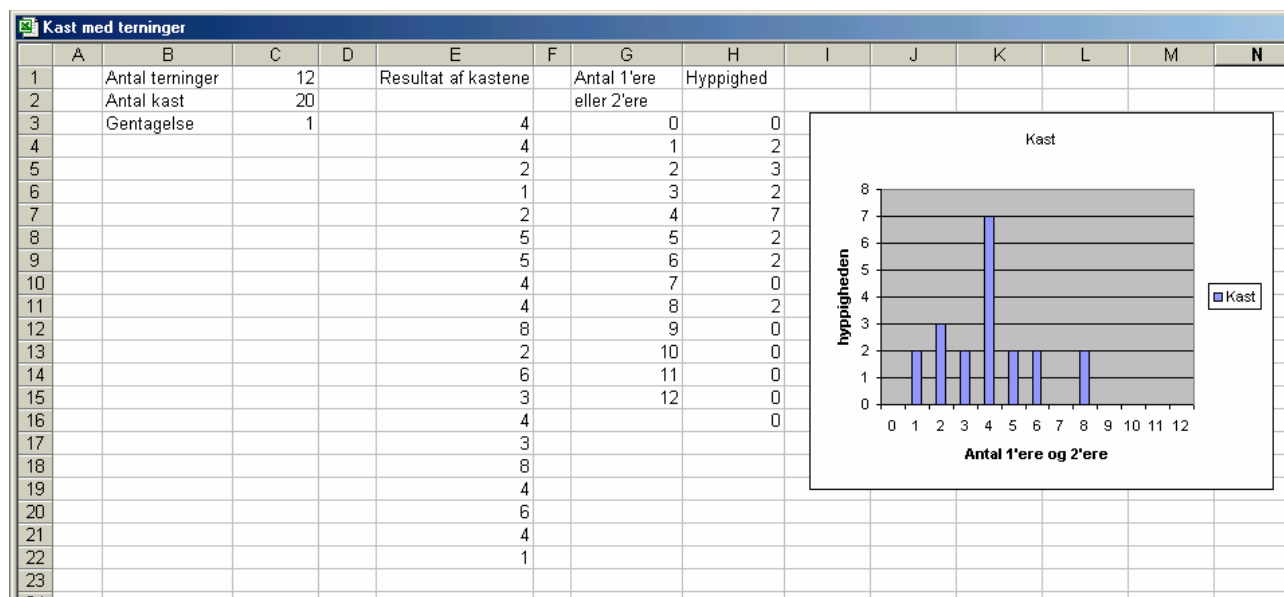 Kast med terninger
A B C D E F G H I J K L M N
1 Antal terninger 12 Resultat af kastene Antal 1'ere Hyppighed
2 Antal kast 20 eller 2'ere
3 Gentagelse 1 4 0 0
4 4 1 2
5 2 2 3
6 1 3 2
7 2 4 7
8 5 5 2
9 5 6 2
10 4 7 0
11 4 8 2
12 8 9 0
13 2 10 0
14 6 11 0
15 3 12 0
16 4 0
17 3
18 8
19 4
20 6
21 4
22 1
23
Kast
8
7
6
5
4
3
2
1
0
hyppigheden
0 1 2 3 4 5 6 7 8 9 10 11 12
Antal 1'ere og 2'ere
Kast